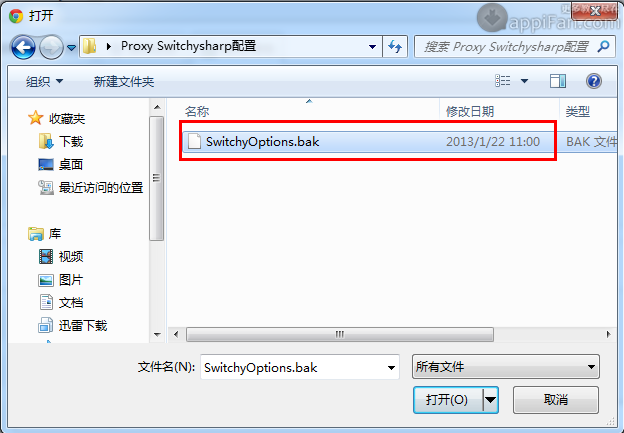 打开
appiFan.com
Proxy Switchysharp配置
搜索 Proxy Switchysharp配置
组织
新建文件夹
名称
修改日期
类型
收藏夹
下载
桌面
最近访问的位置
库
视频
图片
文档
迅雷下载
SwitchyOptions.bak
2013/1/22 11:00
BAK 文件
文件名(N):
SwitchyOptions.bak
所有文件
打开(O)
取消